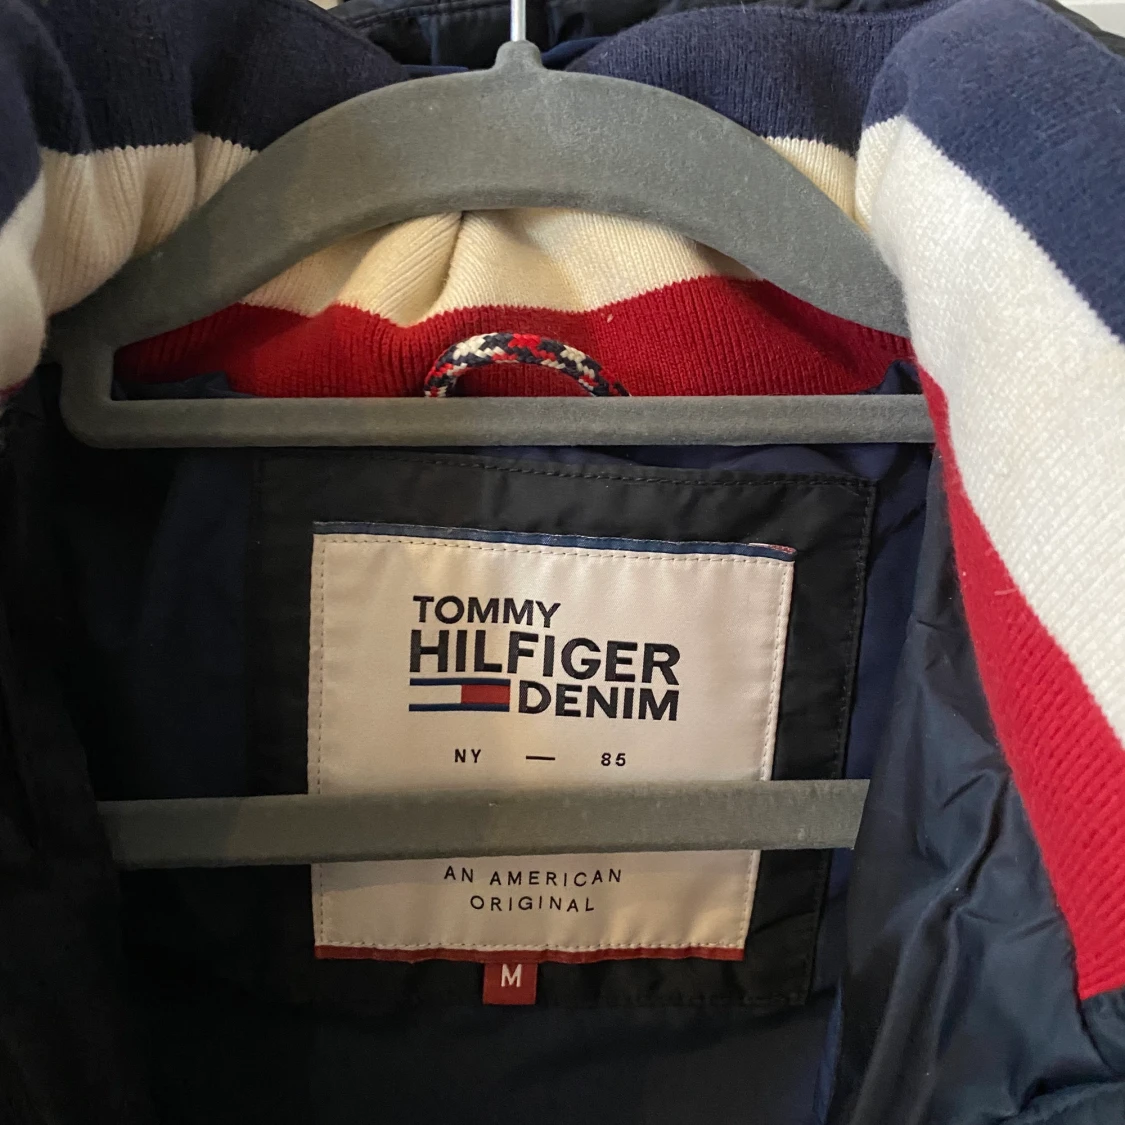 TOMMY
HILFIGER
DENIM
NY — 85
AN AMERICAN
ORIGINAL
M